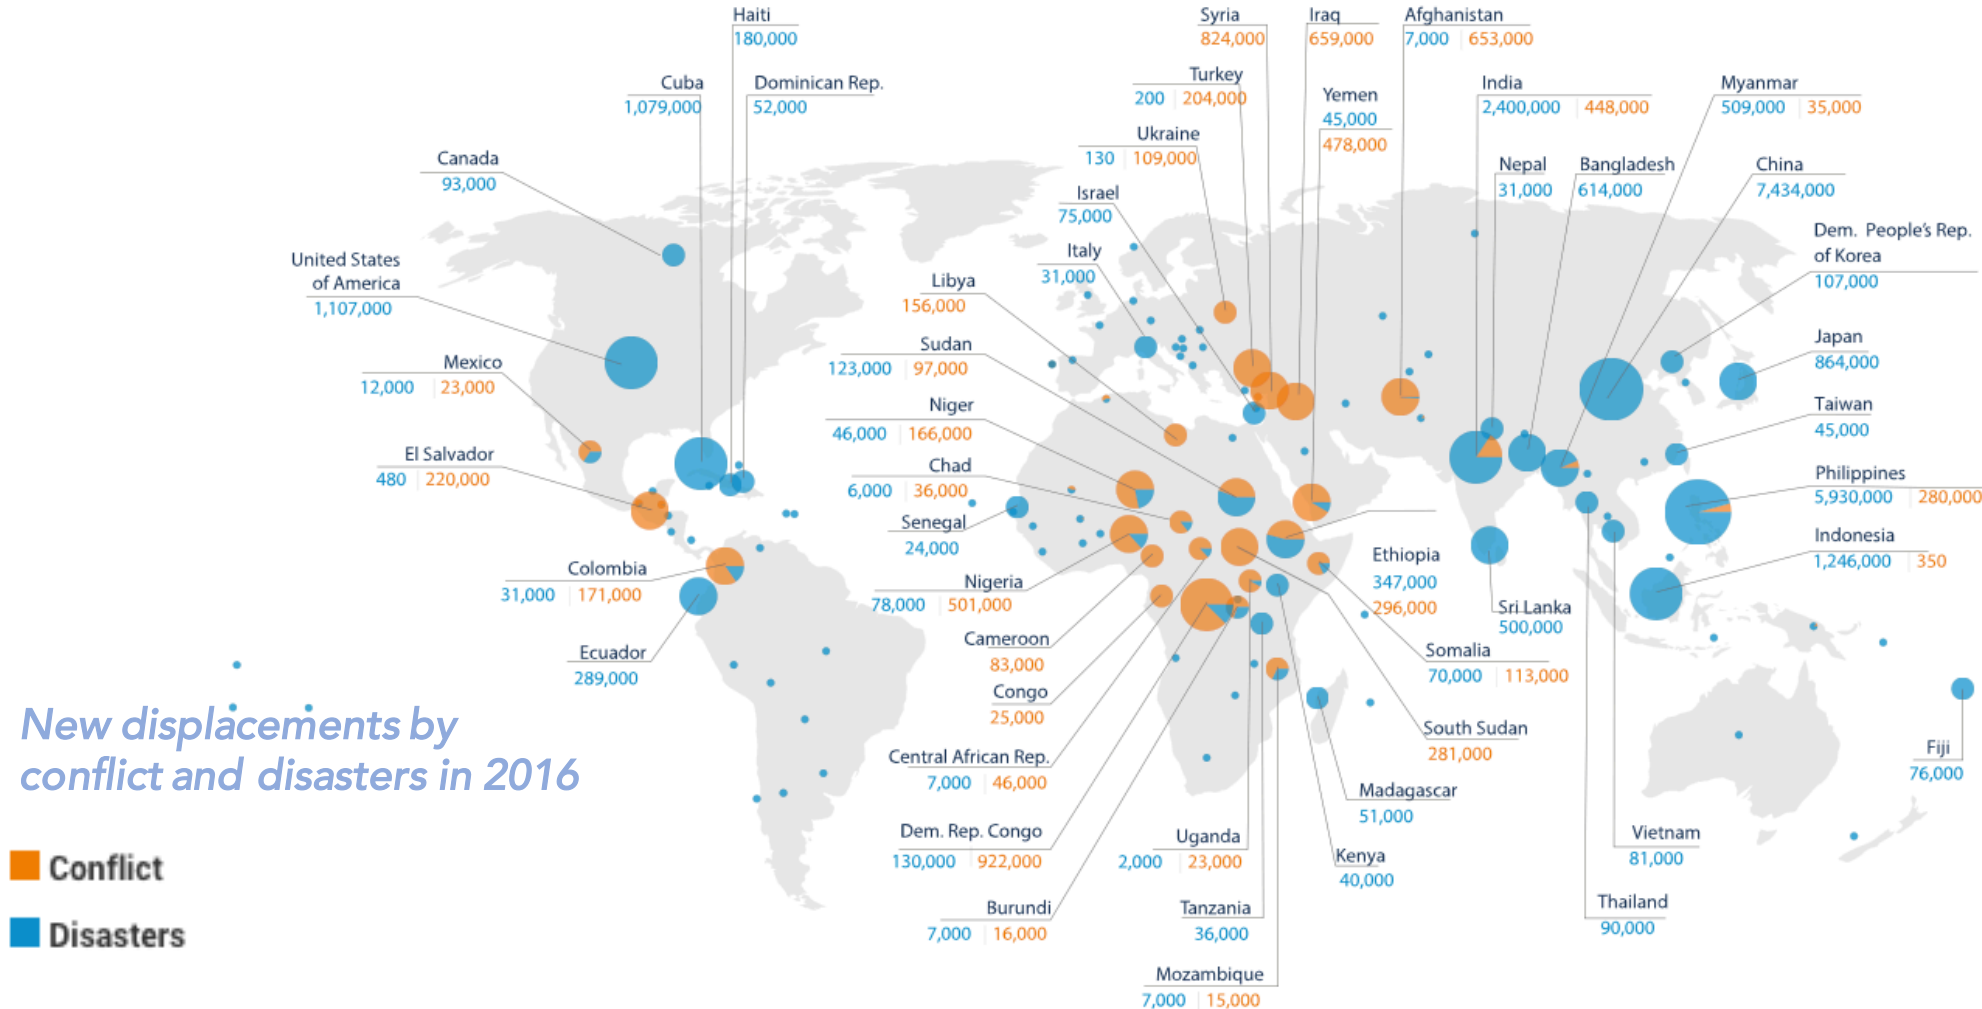 Haiti
180,000
Cuba
1,079,000
Dominican Rep.
52,000
Canada
93,000
United States
of America
1,107,000
Mexico
12,000 23,000
El Salvador
480 220,000
Colombia
31,000 171,000
Ecuador
289,000
Syria
824,000
Iraq
659,000
Afghanistan
7,000 653,000
Turkey
200 204,000
Yemen
45,000
478,000
Ukraine
130 109,000
Israel
75,000
Italy
31,000
Libya
156,000
Sudan
123,000 97,000
Niger
46,000 166,000
Chad
6,000 36,000
Senegal
24,000
Nigeria
78,000 501,000
Cameroon
83,000
Congo
25,000
Central African Rep.
7,000 46,000
Dem. Rep. Congo
130,000 922,000
Burundi
7,000 16,000
Uganda
2,000 23,000
Tanzania
36,000
Mozambique
7,000 15,000
Kenya
40,000
Madagascar
51,000
South Sudan
281,000
Somalia
70,000 113,000
Ethiopia
347,000
296,000
India
2,400,000 448,000
Myanmar
509,000 35,000
Nepal
31,000
Bangladesh
614,000
China
7,434,000
Dem. People's Rep.
of Korea
107,000
Japan
864,000
Taiwan
45,000
Philippines
5,930,000 280,000
Indonesia
1,246,000 350
Sri Lanka
500,000
Vietnam
81,000
Thailand
90,000
Fiji
76,000
New displacements by
conflict and disasters in 2016
Conflict
Disasters